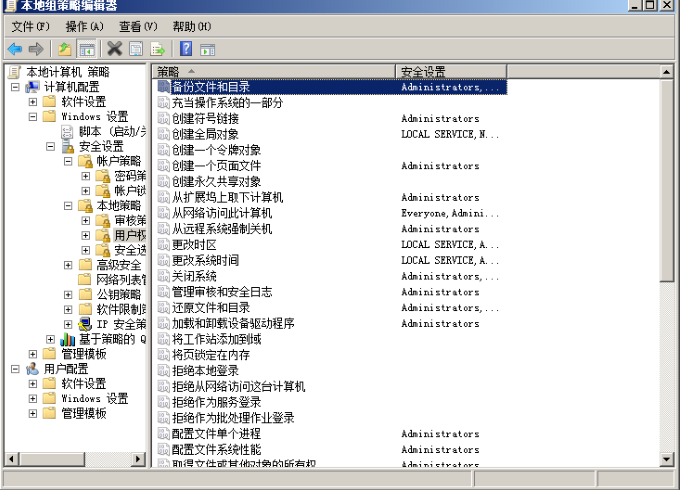 本地组策略编辑器
文件(F) 操作(A) 查看(V) 帮助(H)
本地计算机 策略
计算机配置
软件设置
Windows 设置
脚本 (启动/关
安全设置
帐户策略
密码策
帐户锁
本地策略
审核策
用户权
安全选
高级安全
网络列表管
公钥策略
软件限制策
IP 安全策
基于策略的 Q
管理模板
用户配置
软件设置
Windows 设置
管理模板
策略 安全设置
备份文件和目录 Administrators,...
充当操作系统的一部分
创建符号链接 Administrators
创建全局对象 LOCAL SERVICE,N...
创建一个令牌对象
创建一个页面文件 Administrators
创建永久共享对象
从扩展坞上取下计算机 Administrators
从网络访问此计算机 Everyone,Admini...
从远程系统强制关机 Administrators
更改时区 LOCAL SERVICE,A...
更改系统时间 LOCAL SERVICE,A...
关闭系统 Administrators,...
管理审核和安全日志 Administrators
还原文件和目录 Administrators,...
加载和卸载设备驱动程序 Administrators
将工作站添加到域
将页锁定在内存
拒绝本地登录
拒绝从网络访问这台计算机
拒绝作为服务登录
拒绝作为批处理作业登录
配置文件单个进程 Administrators
配置文件系统性能 Administrators
取得文件或其他对象的所有权 Administrators